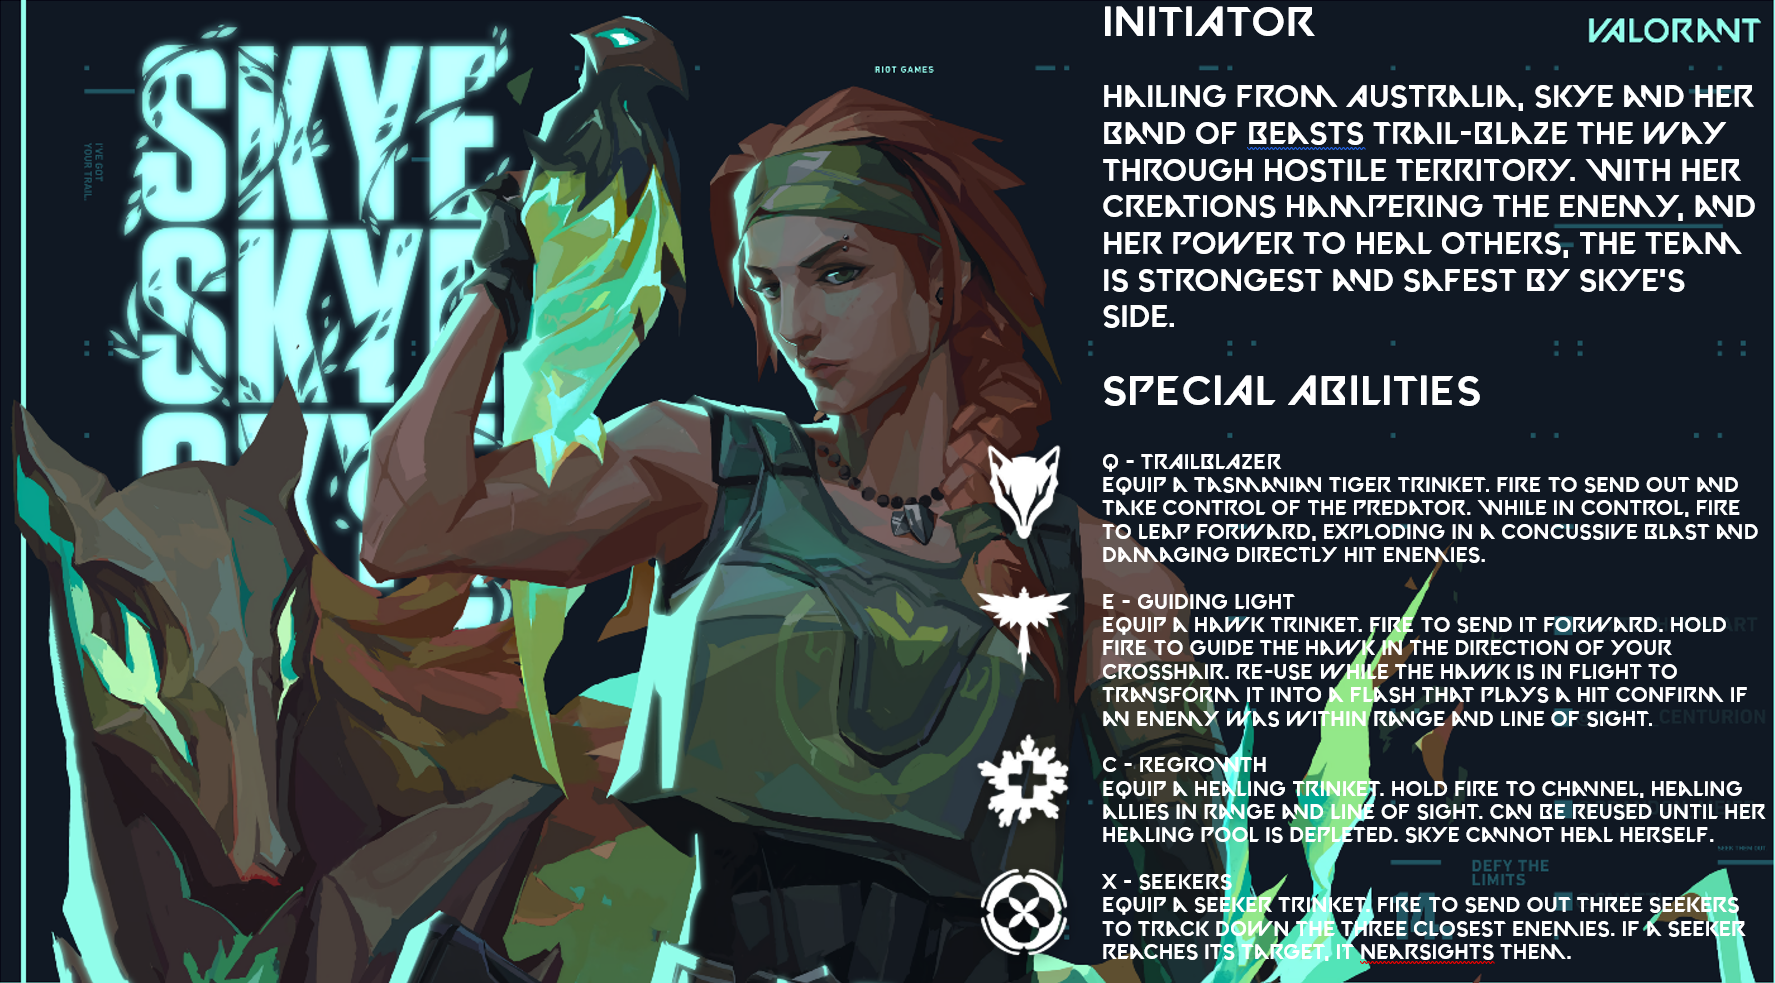 SKYE
SKYE
SKYE
I'VE GOT
YOUR TRAIL.
RIOT GAMES
VALORANT
INITIATOR
HAILING FROM AUSTRALIA, SKYE AND HER
BAND OF BEASTS TRAIL-BLAZE THE WAY
THROUGH HOSTILE TERRITORY. WITH HER
CREATIONS HAMPERING THE ENEMY, AND
HER POWER TO HEAL OTHERS, THE TEAM
IS STRONGEST AND SAFEST BY SKYE'S
SIDE.
SPECIAL ABILITIES
Q - TRAILBLAZER
EQUIP A TASMANIAN TIGER TRINKET. FIRE TO SEND OUT AND
TAKE CONTROL OF THE PREDATOR. WHILE IN CONTROL, FIRE
TO LEAP FORWARD, EXPLODING IN A CONCUSSIVE BLAST AND
DAMAGING DIRECTLY HIT ENEMIES.
E - GUIDING LIGHT
EQUIP A HAWK TRINKET. FIRE TO SEND IT FORWARD. HOLD
FIRE TO GUIDE THE HAWK IN THE DIRECTION OF YOUR
CROSSHAIR. RE-USE WHILE THE HAWK IS IN FLIGHT TO
TRANSFORM IT INTO A FLASH THAT PLAYS A HIT CONFIRM IF
AN ENEMY WAS WITHIN RANGE AND LINE OF SIGHT.
CENTURION
C - REGROWTH
EQUIP A HEALING TRINKET. HOLD FIRE TO CHANNEL, HEALING
ALLIES IN RANGE AND LINE OF SIGHT. CAN BE REUSED UNTIL HER
HEALING POOL IS DEPLETED. SKYE CANNOT HEAL HERSELF.
SEEK THEM OUT
DEFY THE
LIMITS
X - SEEKERS
EQUIP A SEEKER TRINKET. FIRE TO SEND OUT THREE SEEKERS
TO TRACK DOWN THE THREE CLOSEST ENEMIES. IF A SEEKER
REACHES ITS TARGET, IT NEARSIGHTS THEM.